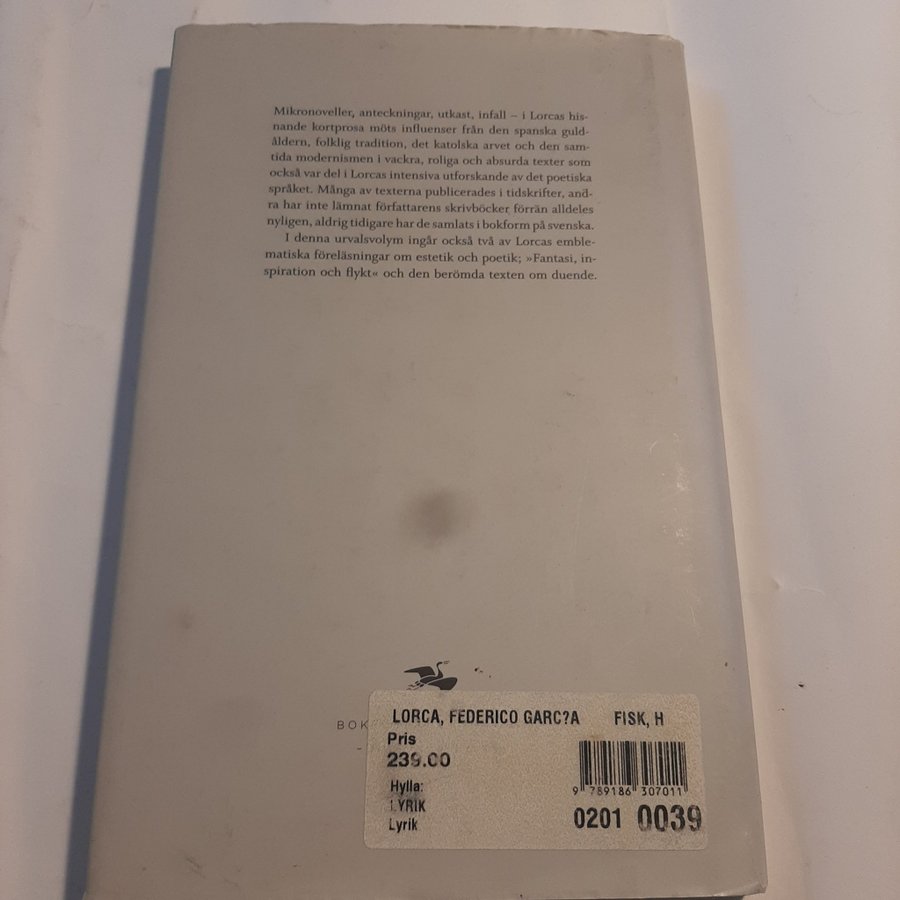 Mikronoveller, anteckningar, utkast, infall – i Lorcas his-
nande kortprosa möts influenser från den spanska guld-
åldern, folklig tradition, det katolska arvet och den sam-
tida modernismen i vackra, roliga och absurda texter som
också var del i Lorcas intensiva utforskande av det poetiska
språket. Många av texterna publicerades i tidskrifter, and-
ra har inte lämnat författarens skrivböcker förrän alldeles
nyligen, aldrig tidigare har de samlats i bokform på svenska.
I denna urvalsvolym ingår också två av Lorcas emble-
matiska föreläsningar om estetik och poetik; »Fantasi, in-
spiration och flykt« och den berömda texten om duende.
BOK
LORCA, FEDERICO GARC?A FISK, H
Pris
239.00
Hylla:
LYRIK
Lyrik
9 789186 307011
0201 0039